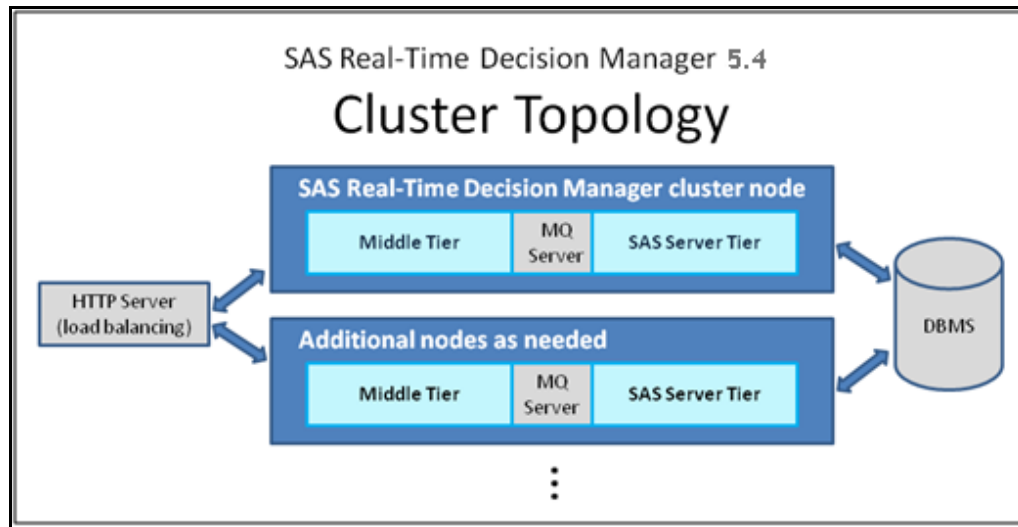 SAS Real-Time Decision Manager 5.4
Cluster Topology
SAS Real-Time Decision Manager cluster node
Middle Tier
MQ
Server
SAS Server Tier
HTTP Server
(load balancing)
DBMS
Additional nodes as needed
Middle Tier
MQ
Server
SAS Server Tier